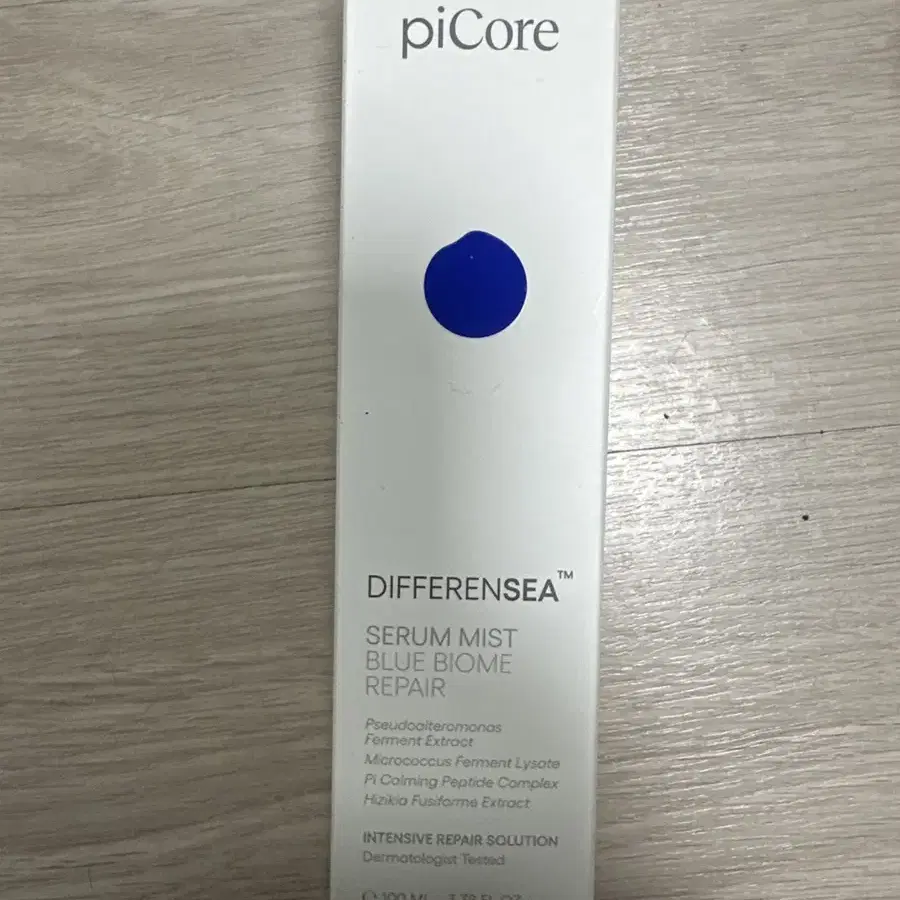 piCore
DIFFERENSEA™
SERUM MIST
BLUE BIOME
REPAIR
Pseudoalteromonas
Ferment Extract
Micrococcus Ferment Lysate
Pi Calming Peptide Complex
Hizikia Fusiforme Extract
INTENSIVE REPAIR SOLUTION
Dermatologist Tested